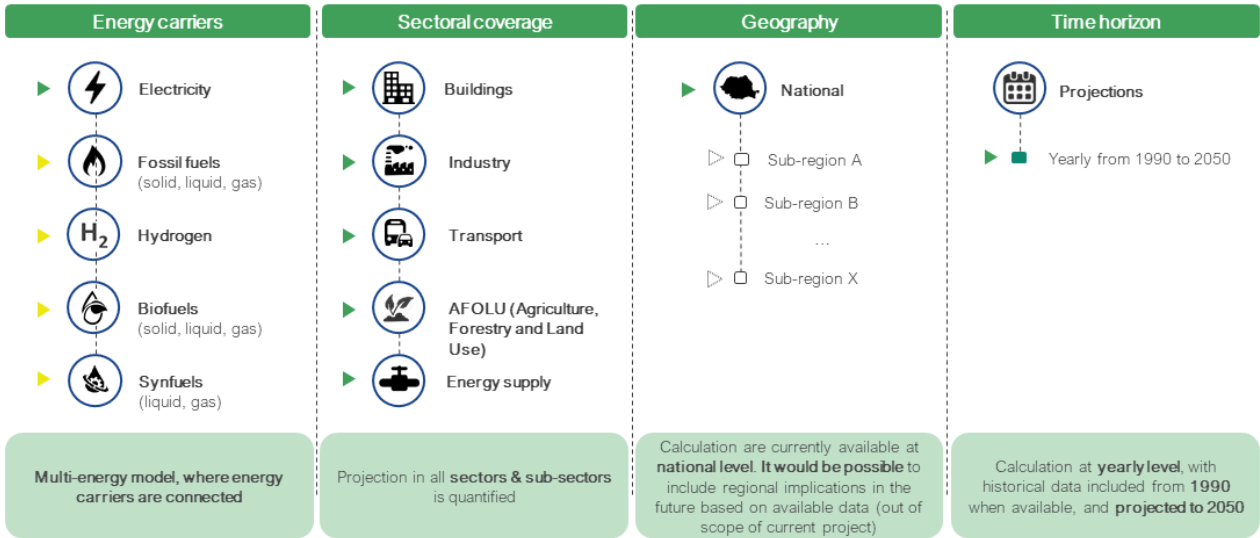 Energy carriers
Electricity
Fossil fuels
(solid, liquid, gas)
H2
Hydrogen
Biofuels
(solid, liquid, gas)
Synfuels
(liquid, gas)
Multi-energy model, where energy
carriers are connected
Sectoral coverage
Buildings
Industry
Transport
AFOLU (Agriculture,
Forestry and Land
Use)
Energy supply
Projection in all sectors & sub-sectors
is quantified
Geography
National
Sub-region A
Sub-region B
...
Sub-region X
Calculation are currently available at
national level. It would be possible to
include regional implications in the
future based on available data (out of
scope of current project)
Time horizon
Projections
Yearly from 1990 to 2050
Calculation at yearly level, with
historical data included from 1990
when available, and projected to 2050